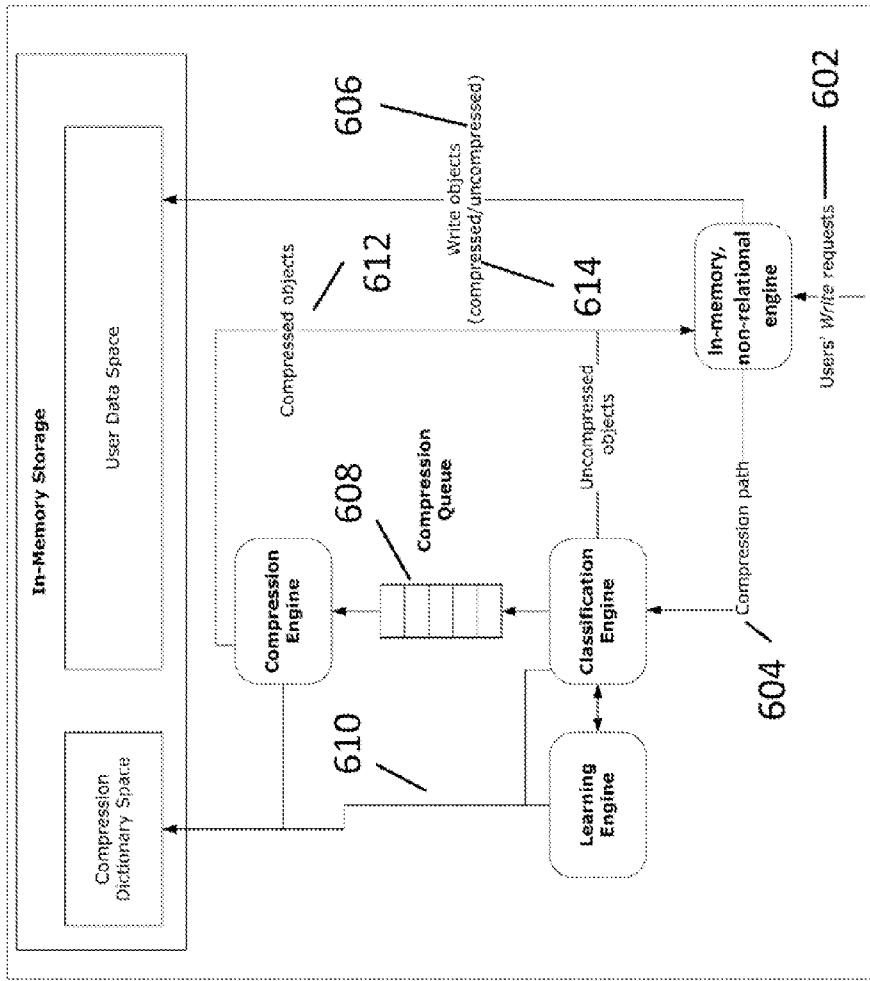 In-Memory Storage
Compression
Dictionary Space
User Data Space
610
Compression
Engine
608
Compression
Queue
Compressed objects
612
Write objects
(compressed/uncompressed)
606
614
Learning
Engine
Classification
Engine
Uncompressed
objects
604
Compression path
In-memory,
non-relational
engine
Users' Write requests
602